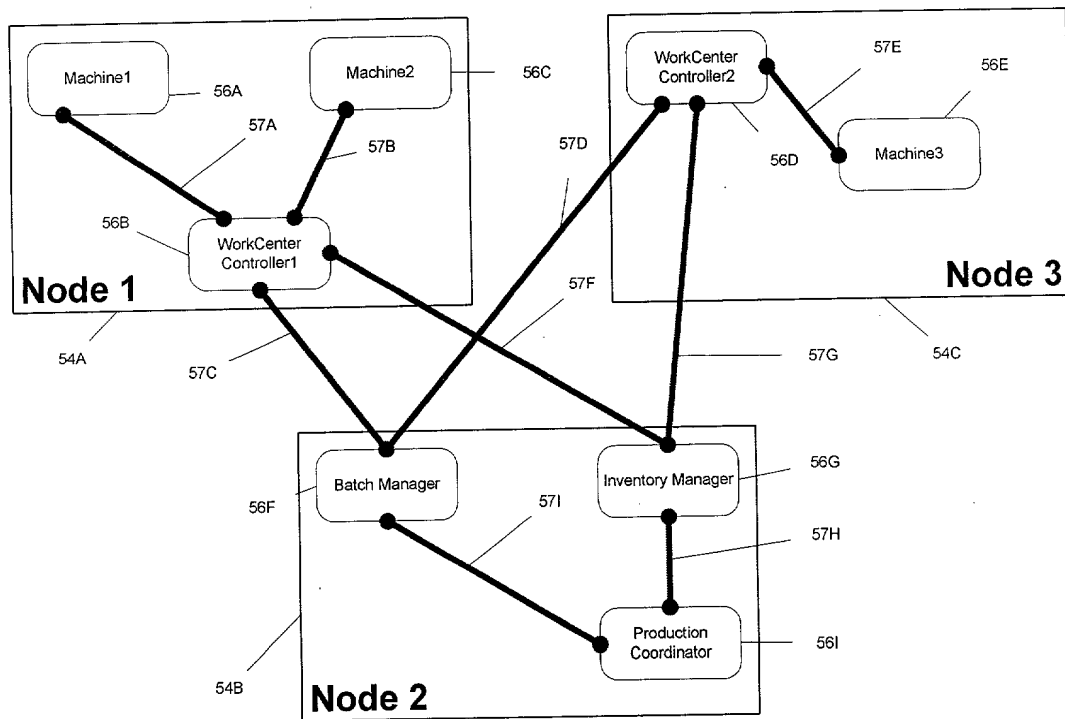 Machine1
56A
57A
Machine2
56C
57B
56B
WorkCenter
Controller1
Node 1
54A
57C
WorkCenter
Controller2
57E
56E
57D
56D
Machine3
Node 3
57F
57G
54C
Batch Manager
56F
57I
Inventory Manager
56G
57H
Production
Coordinator
56I
54B
Node 2